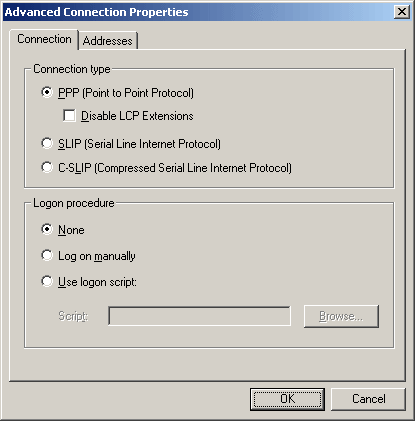 Advanced Connection Properties
Connection Addresses
Connection type
PPP (Point to Point Protocol)
Disable LCP Extensions
SLIP (Serial Line Internet Protocol)
C-SLIP (Compressed Serial Line Internet Protocol)
Logon procedure
None
Log on manually
Use logon script:
Script: Browse...
OK Cancel